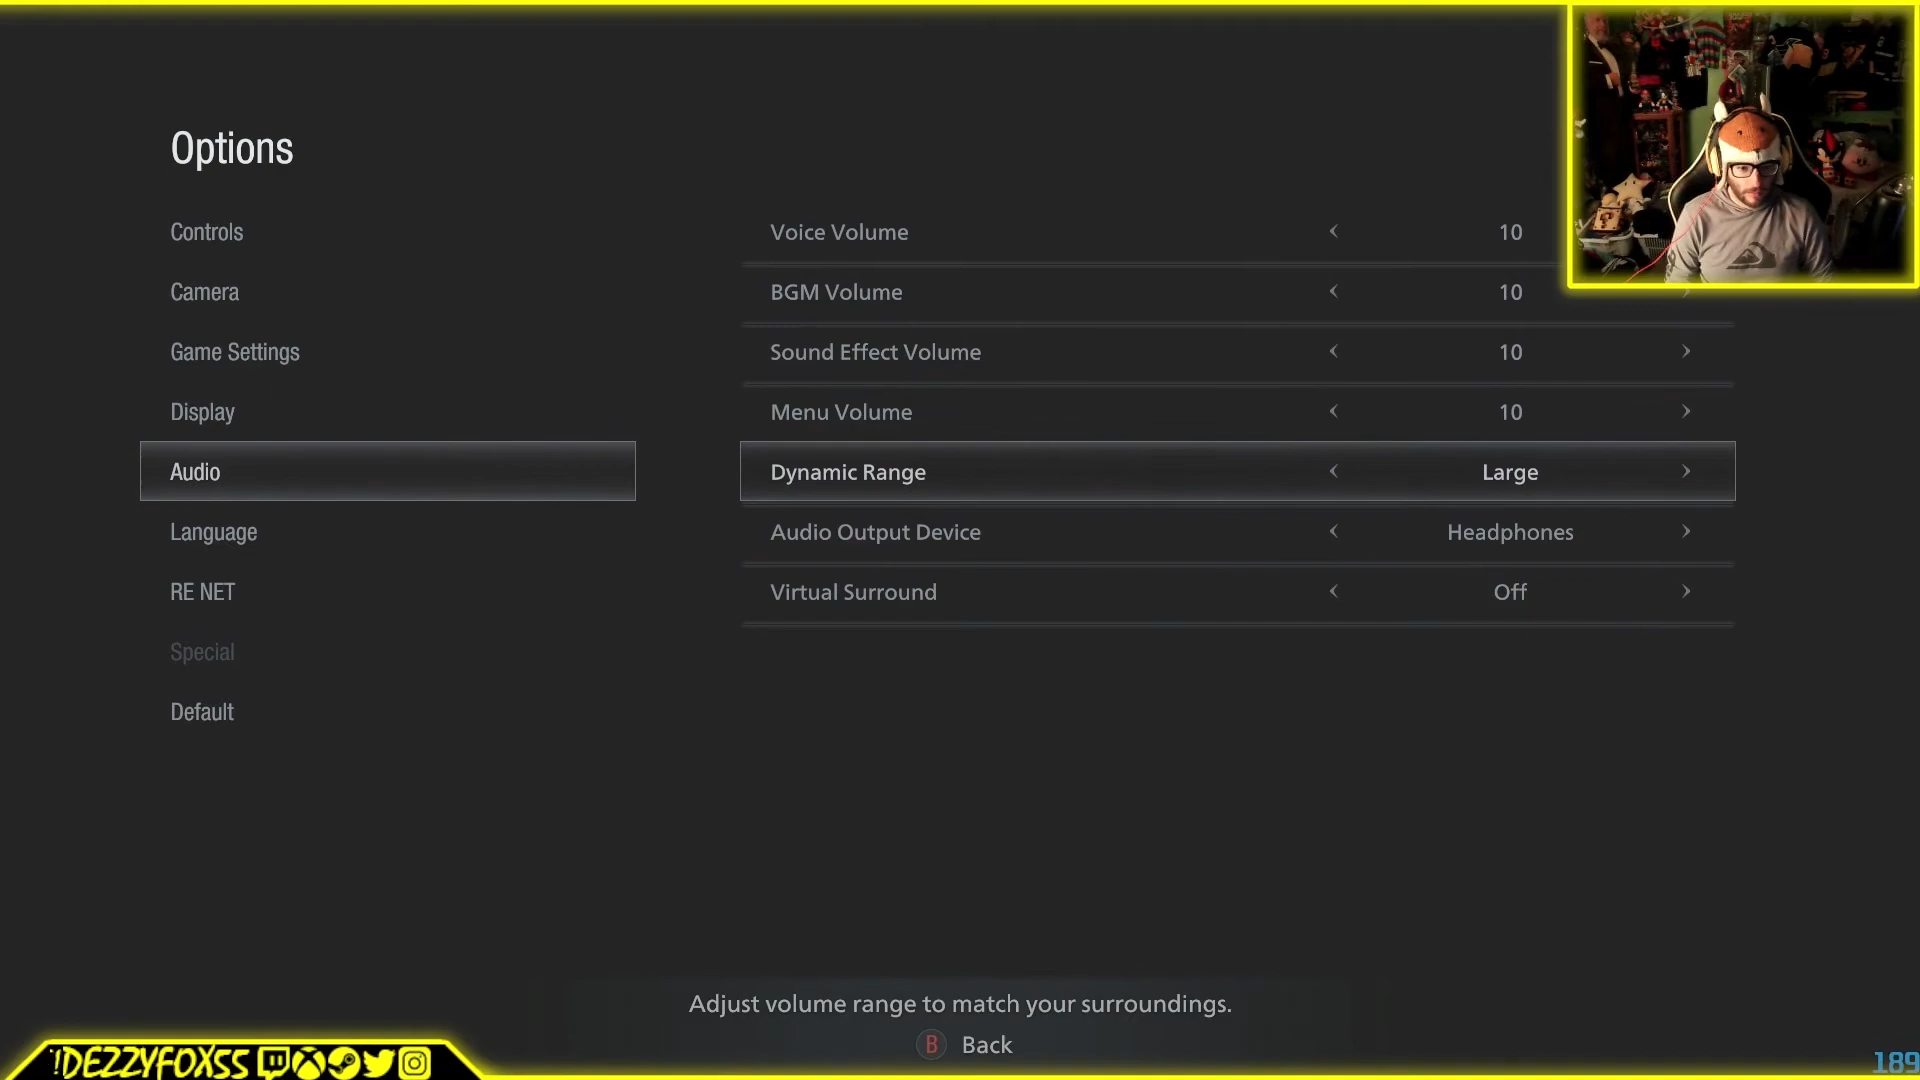 Options
Controls
Camera
Game Settings
Display
Audio
Language
RE NET
Special
Default
Voice Volume 10
BGM Volume 10
Sound Effect Volume 10
Menu Volume 10
Dynamic Range Large
Audio Output Device Headphones
Virtual Surround Off
Adjust volume range to match your surroundings.
B Back
!DEZZYFOX55
189